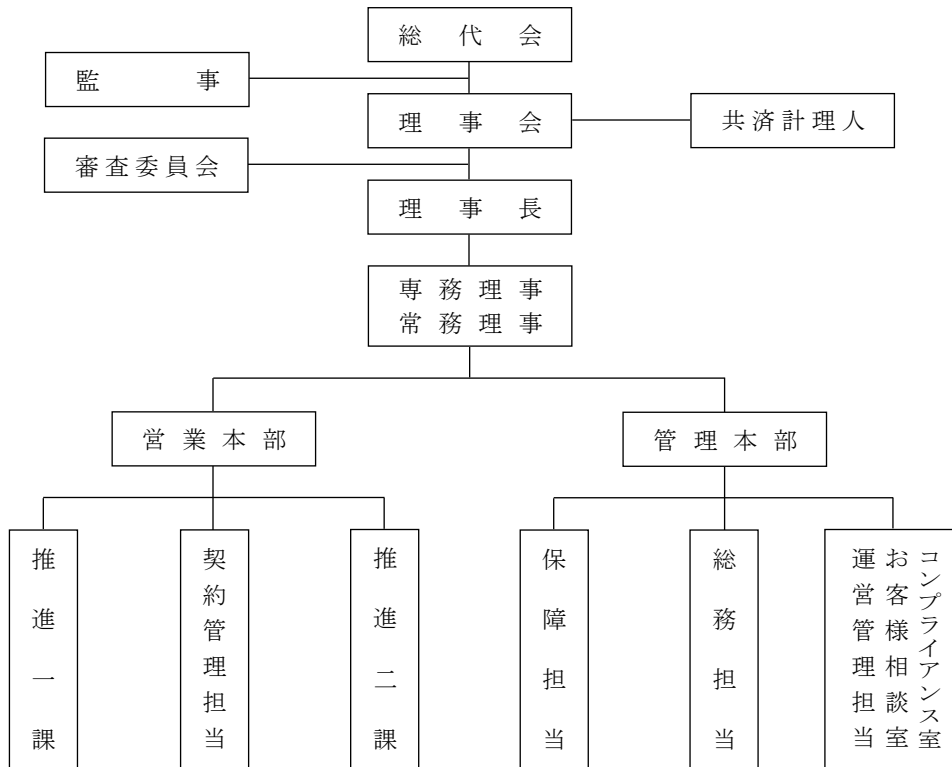 総代会
監事
理事会
共済計理人
審査委員会
理事長
専務理事
常務理事
営業本部
管理本部
推進一課
契約管理担当
推進二課
保障担当
総務担当
コンプライアンス室
お客様相談室
運営管理担当